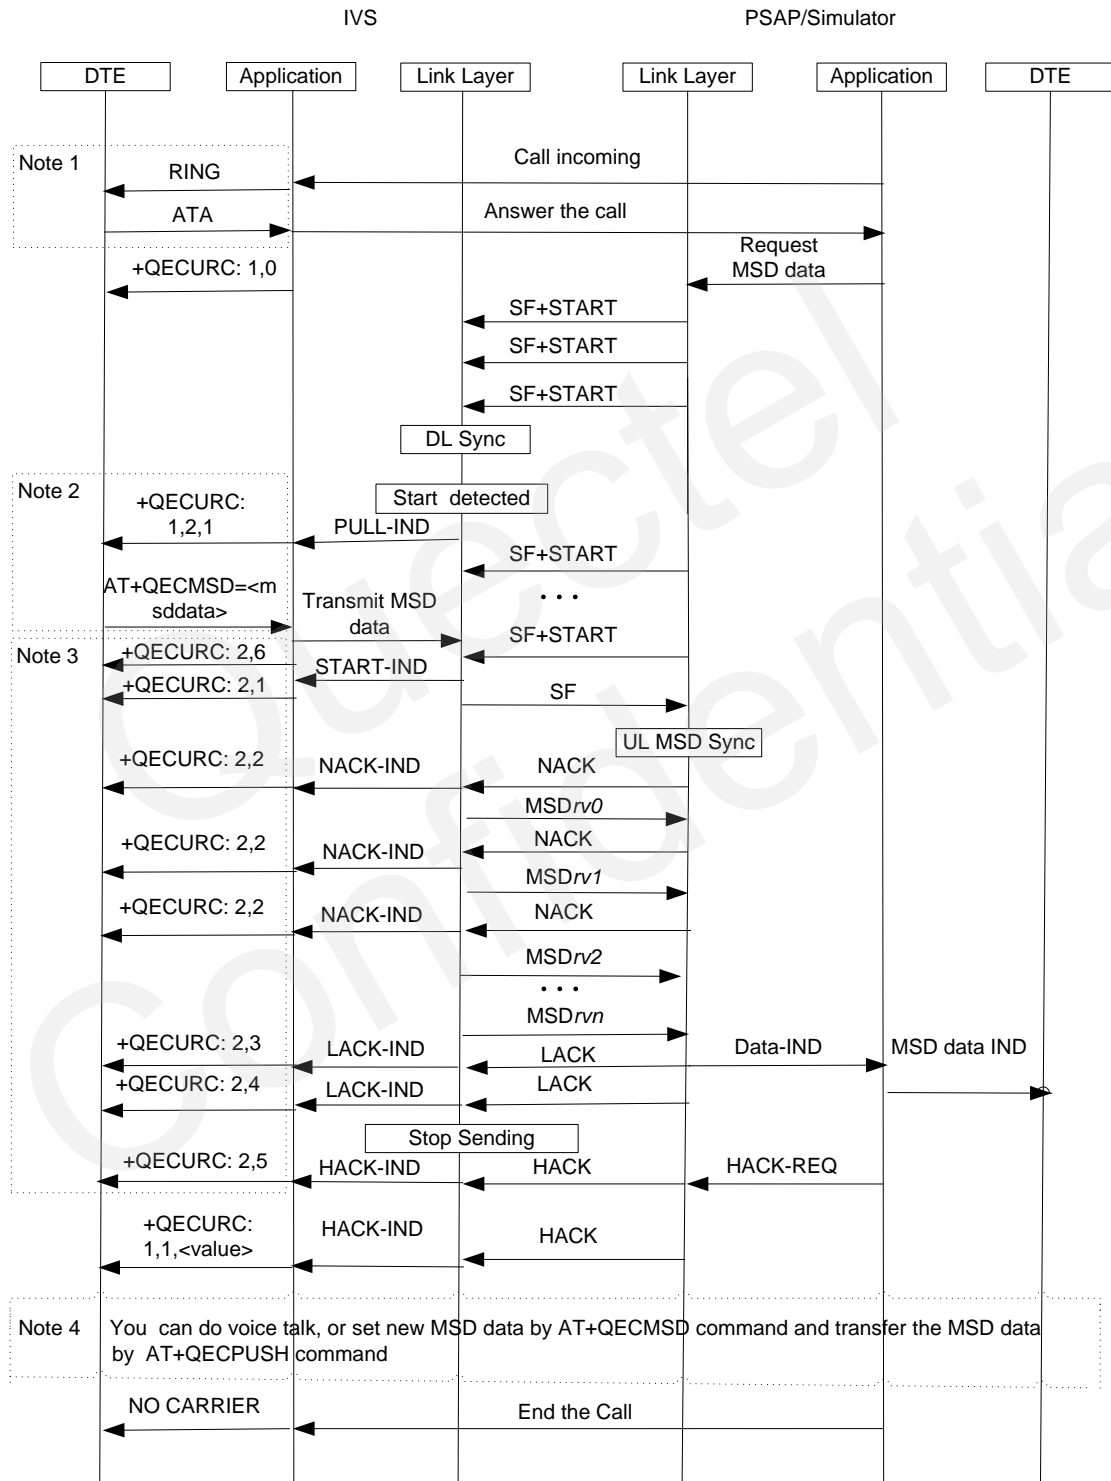 IVS PSAP/Simulator
DTE Application Link Layer Link Layer Application DTE
Note 1
Call incoming
RING
ATA
Answer the call
Request
MSD data
+QECURC: 1,0
SF+START
SF+START
SF+START
DL Sync
Note 2
Start detected
+QECURC:
1,2,1
PULL-IND
SF+START
. . .
AT+QECMSD=<m
sddata>
Transmit MSD
data
SF+START
Note 3
+QECURC: 2,6
START-IND
+QECURC: 2,1
SF
UL MSD Sync
+QECURC: 2,2
NACK-IND
NACK
MSDrv0
NACK
+QECURC: 2,2
NACK-IND
MSDrv1
NACK
+QECURC: 2,2
NACK-IND
MSDrv2
. . .
MSDrvn
+QECURC: 2,3
LACK-IND
LACK
Data-IND
MSD data IND
+QECURC: 2,4
LACK-IND
LACK
Stop Sending
+QECURC: 2,5
HACK-IND
HACK
HACK-REQ
+QECURC:
1,1,<value>
HACK-IND
HACK
Note 4
You can do voice talk, or set new MSD data by AT+QECMSD command and transfer the MSD data
by AT+QECPUSH command
NO CARRIER
End the Call
Quectel
Confidentia